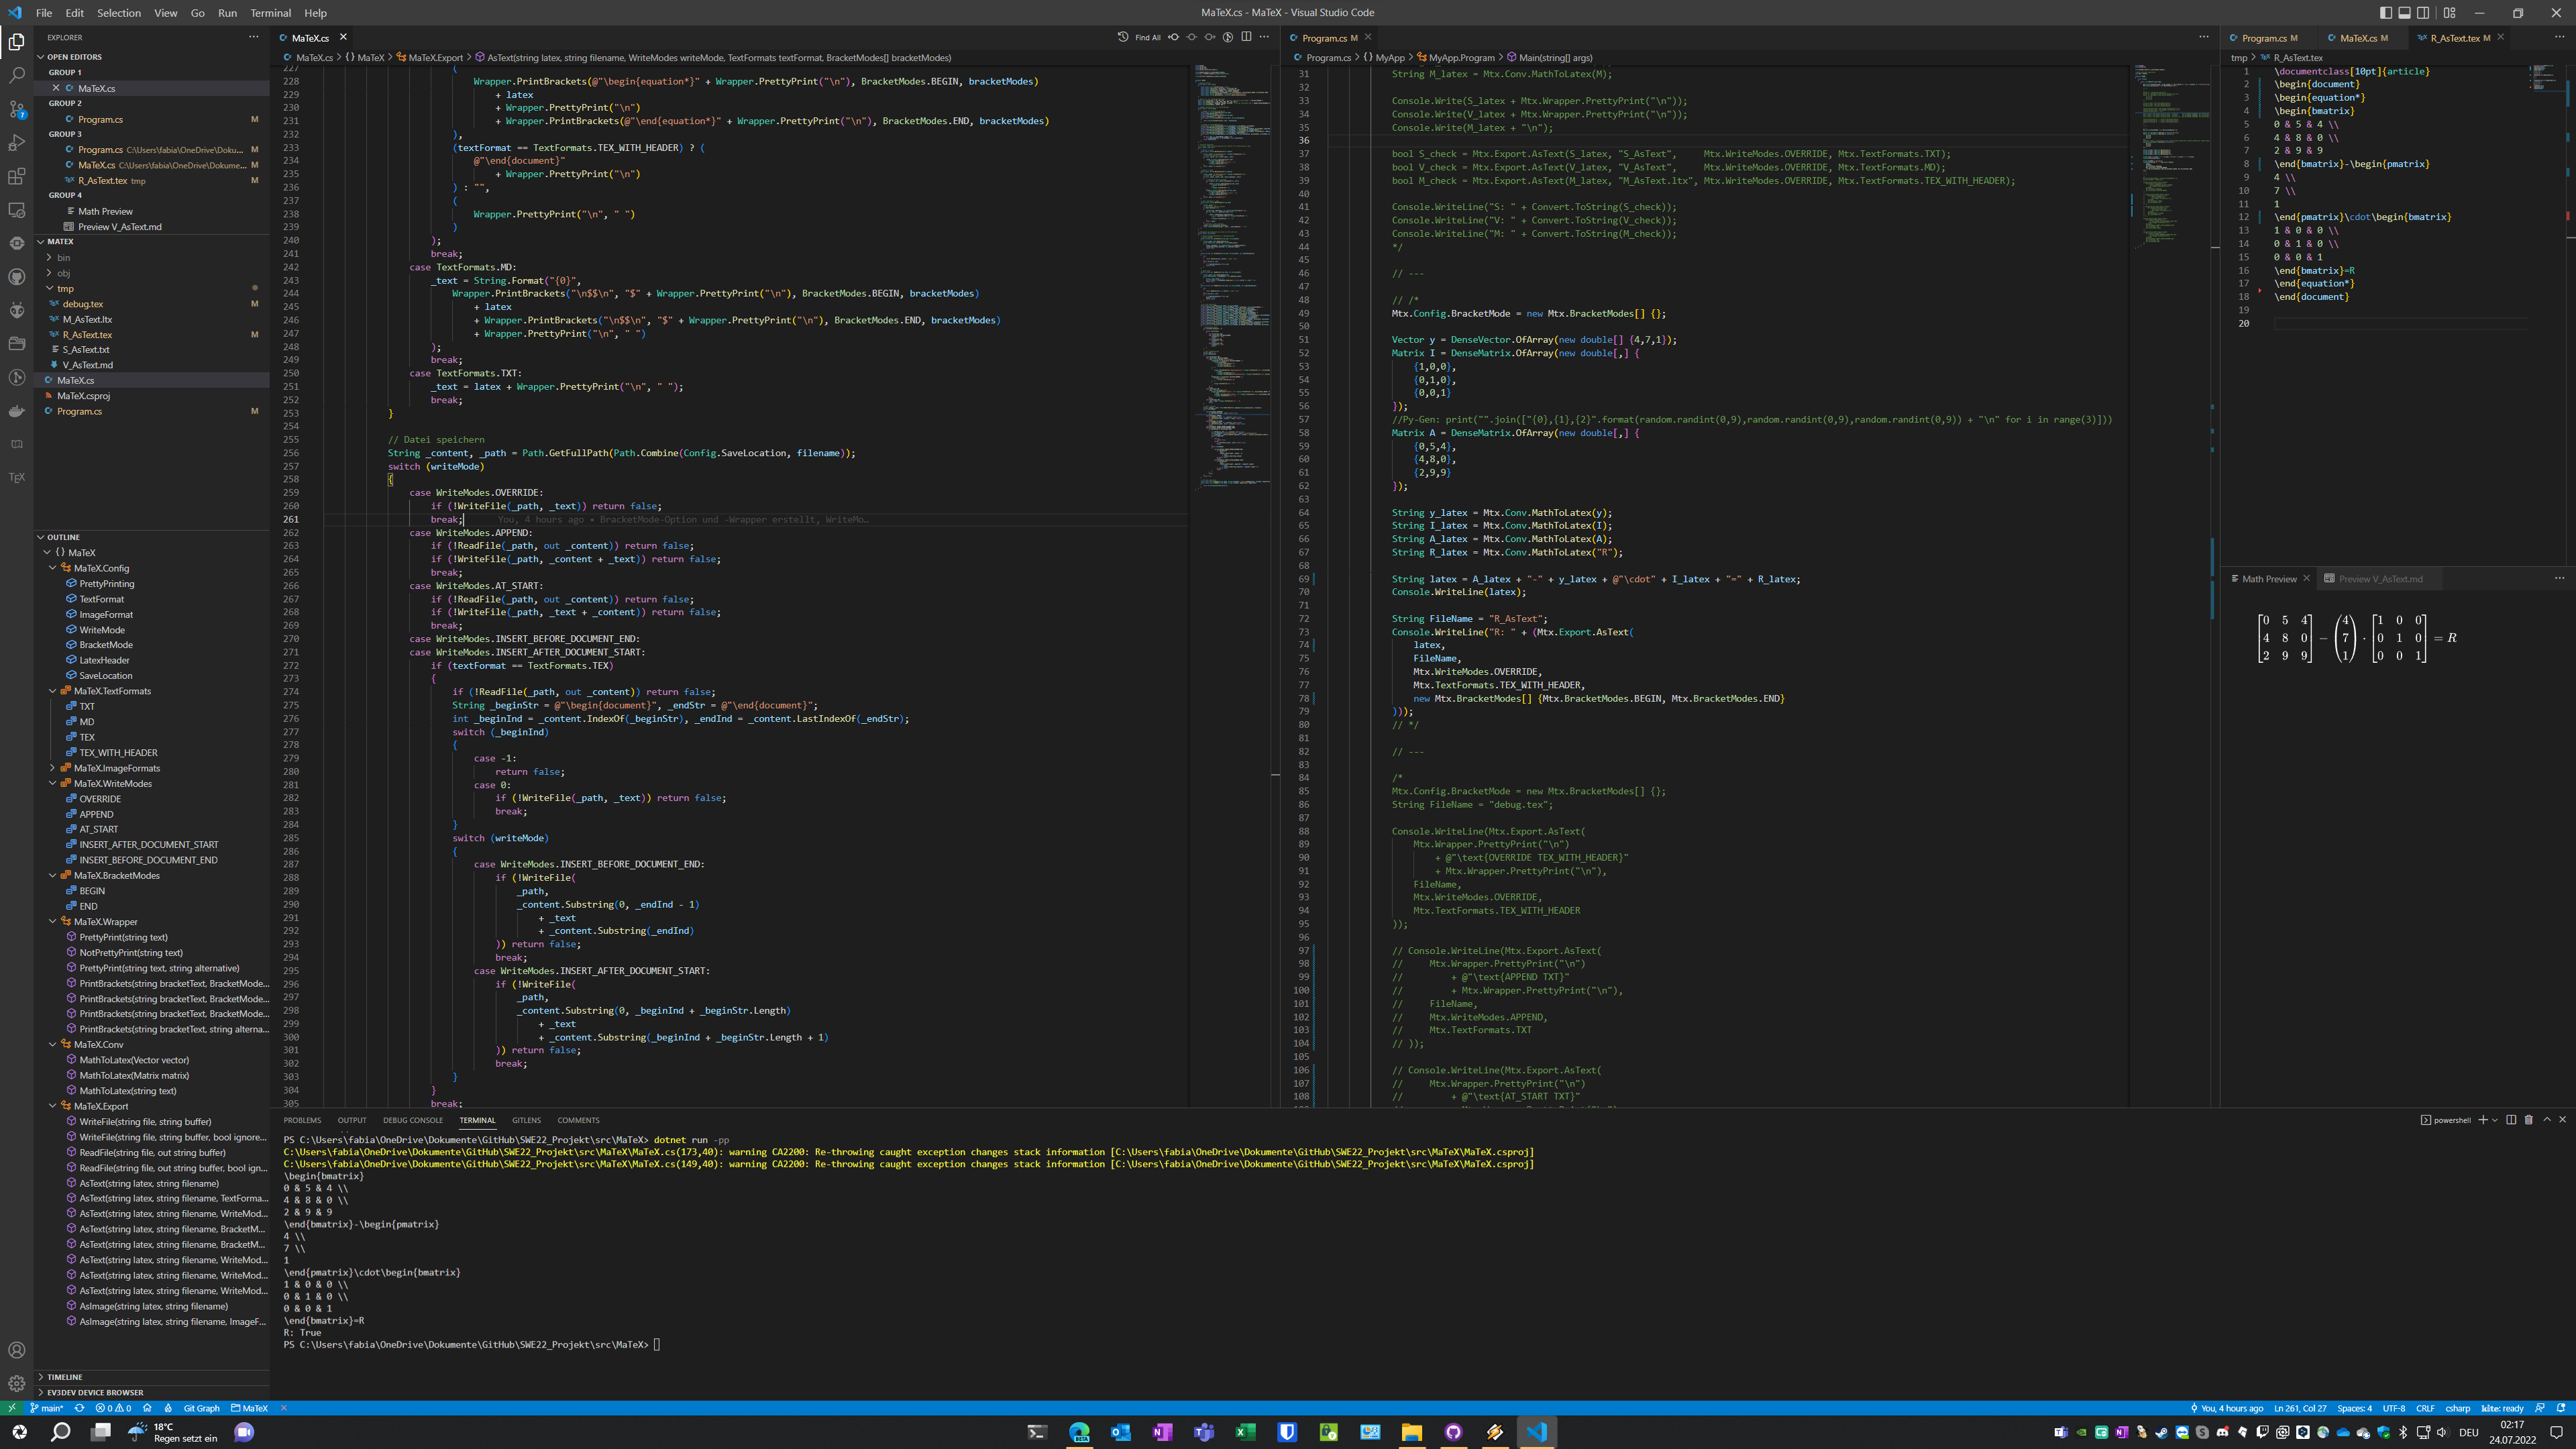 File Edit Selection View Go Run Terminal Help
MaTeX.cs - MaTeX - Visual Studio Code
EXPLORER
OPEN EDITORS
GROUP 1
MaTeX.cs
GROUP 2
Program.cs M
GROUP 3
Program.cs C:\Users\fabia\OneDrive\Doku... M
MaTeX.cs C:\Users\fabia\OneDrive\Dokume... M
R_AsText.tex tmp M
GROUP 4
Math Preview
Preview V_AsText.md
MATEX
bin
obj
tmp
debug.tex M
M_AsText.ltx
R_AsText.tex M
S_AsText.txt
V_AsText.md
MaTeX.cs
MaTeX.csproj
Program.cs M
OUTLINE
{} MaTeX
MaTeX.Config
PrettyPrinting
TextFormat
ImageFormat
WriteMode
BracketMode
LatexHeader
SaveLocation
MaTeX.TextFormats
TXT
MD
TEX
TEX_WITH_HEADER
MaTeX.ImageFormats
MaTeX.WriteModes
OVERRIDE
APPEND
AT_START
INSERT_AFTER_DOCUMENT_START
INSERT_BEFORE_DOCUMENT_END
MaTeX.BracketModes
BEGIN
END
MaTeX.Wrapper
PrettyPrint(string text)
NotPrettyPrint(string text)
PrettyPrint(string text, string alternative)
PrintBrackets(string bracketText, BracketMode...
PrintBrackets(string bracketText, BracketMode...
PrintBrackets(string bracketText, BracketMode...
PrintBrackets(string bracketText, string alterna...
MaTeX.Conv
MathToLatex(Vector vector)
MathToLatex(Matrix matrix)
MathToLatex(string text)
MaTeX.Export
WriteFile(string file, string buffer)
WriteFile(string file, string buffer, bool ignore...
ReadFile(string file, out string buffer)
ReadFile(string file, out string buffer, bool ign...
AsText(string latex, string filename)
AsText(string latex, string filename, TextForma...
AsText(string latex, string filename, WriteMod...
AsText(string latex, string filename, BracketM...
AsText(string latex, string filename, BracketM...
AsText(string latex, string filename, WriteMod...
AsText(string latex, string filename, WriteMod...
AsText(string latex, string filename, WriteMod...
AsImage(string latex, string filename)
AsImage(string latex, string filename, ImageF...
TIMELINE
EV3DEV DEVICE BROWSER
MaTeX.cs
Find All
MaTeX.cs > {} MaTeX > MaTeX.Export > AsText(string latex, string filename, WriteModes writeMode, TextFormats textFormat, BracketModes[] bracketModes)
227 (
228 Wrapper.PrintBrackets(@"\begin{equation*}" + Wrapper.PrettyPrint("\n"), BracketModes.BEGIN, bracketModes)
229 + latex
230 + Wrapper.PrettyPrint("\n")
231 + Wrapper.PrintBrackets(@"\end{equation*}" + Wrapper.PrettyPrint("\n"), BracketModes.END, bracketModes)
232 ),
233 (textFormat == TextFormats.TEX_WITH_HEADER) ? (
234 @"\end{document}"
235 + Wrapper.PrettyPrint("\n")
236 ) : "",
237 (
238 Wrapper.PrettyPrint("\n", " ")
239 )
240 );
241 break;
242 case TextFormats.MD:
243 _text = String.Format("{0}",
244 Wrapper.PrintBrackets("\n$$\n", "$" + Wrapper.PrettyPrint("\n"), BracketModes.BEGIN, bracketModes)
245 + latex
246 + Wrapper.PrintBrackets("\n$$\n", "$" + Wrapper.PrettyPrint("\n"), BracketModes.END, bracketModes)
247 + Wrapper.PrettyPrint("\n", " ")
248 );
249 break;
250 case TextFormats.TXT:
251 _text = latex + Wrapper.PrettyPrint("\n", " ");
252 break;
253 }
254
255 // Datei speichern
256 String _content, _path = Path.GetFullPath(Path.Combine(Config.SaveLocation, filename));
257 switch (writeMode)
258 {
259 case WriteModes.OVERRIDE:
260 if (!WriteFile(_path, _text)) return false;
261 break; You, 4 hours ago • BracketMode-Option und -Wrapper erstellt, WriteMo…
262 case WriteModes.APPEND:
263 if (!ReadFile(_path, out _content)) return false;
264 if (!WriteFile(_path, _content + _text)) return false;
265 break;
266 case WriteModes.AT_START:
267 if (!ReadFile(_path, out _content)) return false;
268 if (!WriteFile(_path, _text + _content)) return false;
269 break;
270 case WriteModes.INSERT_BEFORE_DOCUMENT_END:
271 case WriteModes.INSERT_AFTER_DOCUMENT_START:
272 if (textFormat == TextFormats.TEX)
273 {
274 if (!ReadFile(_path, out _content)) return false;
275 String _beginStr = @"\begin{document}", _endStr = @"\end{document}";
276 int _beginInd = _content.IndexOf(_beginStr), _endInd = _content.LastIndexOf(_endStr);
277 switch (_beginInd)
278 {
279 case -1:
280 return false;
281 case 0:
282 if (!WriteFile(_path, _text)) return false;
283 break;
284 }
285 switch (writeMode)
286 {
287 case WriteModes.INSERT_BEFORE_DOCUMENT_END:
288 if (!WriteFile(
289 _path,
290 _content.Substring(0, _endInd - 1)
291 + _text
292 + _content.Substring(_endInd)
293 )) return false;
294 break;
295 case WriteModes.INSERT_AFTER_DOCUMENT_START:
296 if (!WriteFile(
297 _path,
298 _content.Substring(0, _beginInd + _beginStr.Length)
299 + _text
300 + _content.Substring(_beginInd + _beginStr.Length + 1)
301 )) return false;
302 break;
303 }
304 }
305 break;
Program.cs M
Program.cs > {} MyApp > MyApp.Program > Main(string[] args)
31 String M_latex = Mtx.Conv.MathToLatex(M);
32
33 Console.Write(S_latex + Mtx.Wrapper.PrettyPrint("\n"));
34 Console.Write(V_latex + Mtx.Wrapper.PrettyPrint("\n"));
35 Console.Write(M_latex + "\n");
36
37 bool S_check = Mtx.Export.AsText(S_latex, "S_AsText", Mtx.WriteModes.OVERRIDE, Mtx.TextFormats.TXT);
38 bool V_check = Mtx.Export.AsText(V_latex, "V_AsText", Mtx.WriteModes.OVERRIDE, Mtx.TextFormats.MD);
39 bool M_check = Mtx.Export.AsText(M_latex, "M_AsText.ltx", Mtx.WriteModes.OVERRIDE, Mtx.TextFormats.TEX_WITH_HEADER);
40
41 Console.WriteLine("S: " + Convert.ToString(S_check));
42 Console.WriteLine("V: " + Convert.ToString(V_check));
43 Console.WriteLine("M: " + Convert.ToString(M_check));
44 */
45
46 // ---
47
48 // /*
49 Mtx.Config.BracketMode = new Mtx.BracketModes[] {};
50
51 Vector y = DenseVector.OfArray(new double[] {4,7,1});
52 Matrix I = DenseMatrix.OfArray(new double[,] {
53 {1,0,0},
54 {0,1,0},
55 {0,0,1}
56 });
57 //Py-Gen: print("".join(["{0},{1},{2}".format(random.randint(0,9),random.randint(0,9),random.randint(0,9)) + "\n" for i in range(3)]))
58 Matrix A = DenseMatrix.OfArray(new double[,] {
59 {0,5,4},
60 {4,8,0},
61 {2,9,9}
62 });
63
64 String y_latex = Mtx.Conv.MathToLatex(y);
65 String I_latex = Mtx.Conv.MathToLatex(I);
66 String A_latex = Mtx.Conv.MathToLatex(A);
67 String R_latex = Mtx.Conv.MathToLatex("R");
68
69 String latex = A_latex + "-" + y_latex + @"\cdot" + I_latex + "=" + R_latex;
70 Console.WriteLine(latex);
71
72 String FileName = "R_AsText";
73 Console.WriteLine("R: " + (Mtx.Export.AsText(
74 latex,
75 FileName,
76 Mtx.WriteModes.OVERRIDE,
77 Mtx.TextFormats.TEX_WITH_HEADER,
78 new Mtx.BracketModes[] {Mtx.BracketModes.BEGIN, Mtx.BracketModes.END}
79 )));
80 // */
81
82 // ---
83
84 /*
85 Mtx.Config.BracketMode = new Mtx.BracketModes[] {};
86 String FileName = "debug.tex";
87
88 Console.WriteLine(Mtx.Export.AsText(
89 Mtx.Wrapper.PrettyPrint("\n")
90 + @"\text{OVERRIDE TEX_WITH_HEADER}"
91 + Mtx.Wrapper.PrettyPrint("\n"),
92 FileName,
93 Mtx.WriteModes.OVERRIDE,
94 Mtx.TextFormats.TEX_WITH_HEADER
95 ));
96
97 // Console.WriteLine(Mtx.Export.AsText(
98 // Mtx.Wrapper.PrettyPrint("\n")
99 // + @"\text{APPEND TXT}"
100 // + Mtx.Wrapper.PrettyPrint("\n"),
101 // FileName,
102 // Mtx.WriteModes.APPEND,
103 // Mtx.TextFormats.TXT
104 // ));
105
106 // Console.WriteLine(Mtx.Export.AsText(
107 // Mtx.Wrapper.PrettyPrint("\n")
108 // + @"\text{AT_START TXT}"
Program.cs M MaTeX.cs M R_AsText.tex M
tmp > R_AsText.tex
1 \documentclass[10pt]{article}
2 \begin{document}
3 \begin{equation*}
4 \begin{bmatrix}
5 0 & 5 & 4 \\
6 4 & 8 & 0 \\
7 2 & 9 & 9
8 \end{bmatrix}-\begin{pmatrix}
9 4 \\
10 7 \\
11 1
12 \end{pmatrix}\cdot\begin{bmatrix}
13 1 & 0 & 0 \\
14 0 & 1 & 0 \\
15 0 & 0 & 1
16 \end{bmatrix}=R
17 \end{equation*}
18 \end{document}
19
20
Math Preview Preview V_AsText.md
0 5 4 4 1 0 0
4 8 0 − 7 · 0 1 0 = R
2 9 9 1 0 0 1
PROBLEMS OUTPUT DEBUG CONSOLE TERMINAL GITLENS COMMENTS
powershell
PS C:\Users\fabia\OneDrive\Dokumente\GitHub\SWE22_Projekt\src\MaTeX> dotnet run -pp
C:\Users\fabia\OneDrive\Dokumente\GitHub\SWE22_Projekt\src\MaTeX\MaTeX.cs(173,40): warning CA2200: Re-throwing caught exception changes stack information [C:\Users\fabia\OneDrive\Dokumente\GitHub\SWE22_Projekt\src\MaTeX\MaTeX.csproj]
C:\Users\fabia\OneDrive\Dokumente\GitHub\SWE22_Projekt\src\MaTeX\MaTeX.cs(149,40): warning CA2200: Re-throwing caught exception changes stack information [C:\Users\fabia\OneDrive\Dokumente\GitHub\SWE22_Projekt\src\MaTeX\MaTeX.csproj]
\begin{bmatrix}
0 & 5 & 4 \\
4 & 8 & 0 \\
2 & 9 & 9
\end{bmatrix}-\begin{pmatrix}
4 \\
7 \\
1
\end{pmatrix}\cdot\begin{bmatrix}
1 & 0 & 0 \\
0 & 1 & 0 \\
0 & 0 & 1
\end{bmatrix}=R
R: True
PS C:\Users\fabia\OneDrive\Dokumente\GitHub\SWE22_Projekt\src\MaTeX>
main* 0 0 Git Graph MaTeX
You, 4 hours ago Ln 261, Col 27 Spaces: 4 UTF-8 CRLF csharp kite: ready
18°C
Regen setzt ein
DEU
02:17
24.07.2022